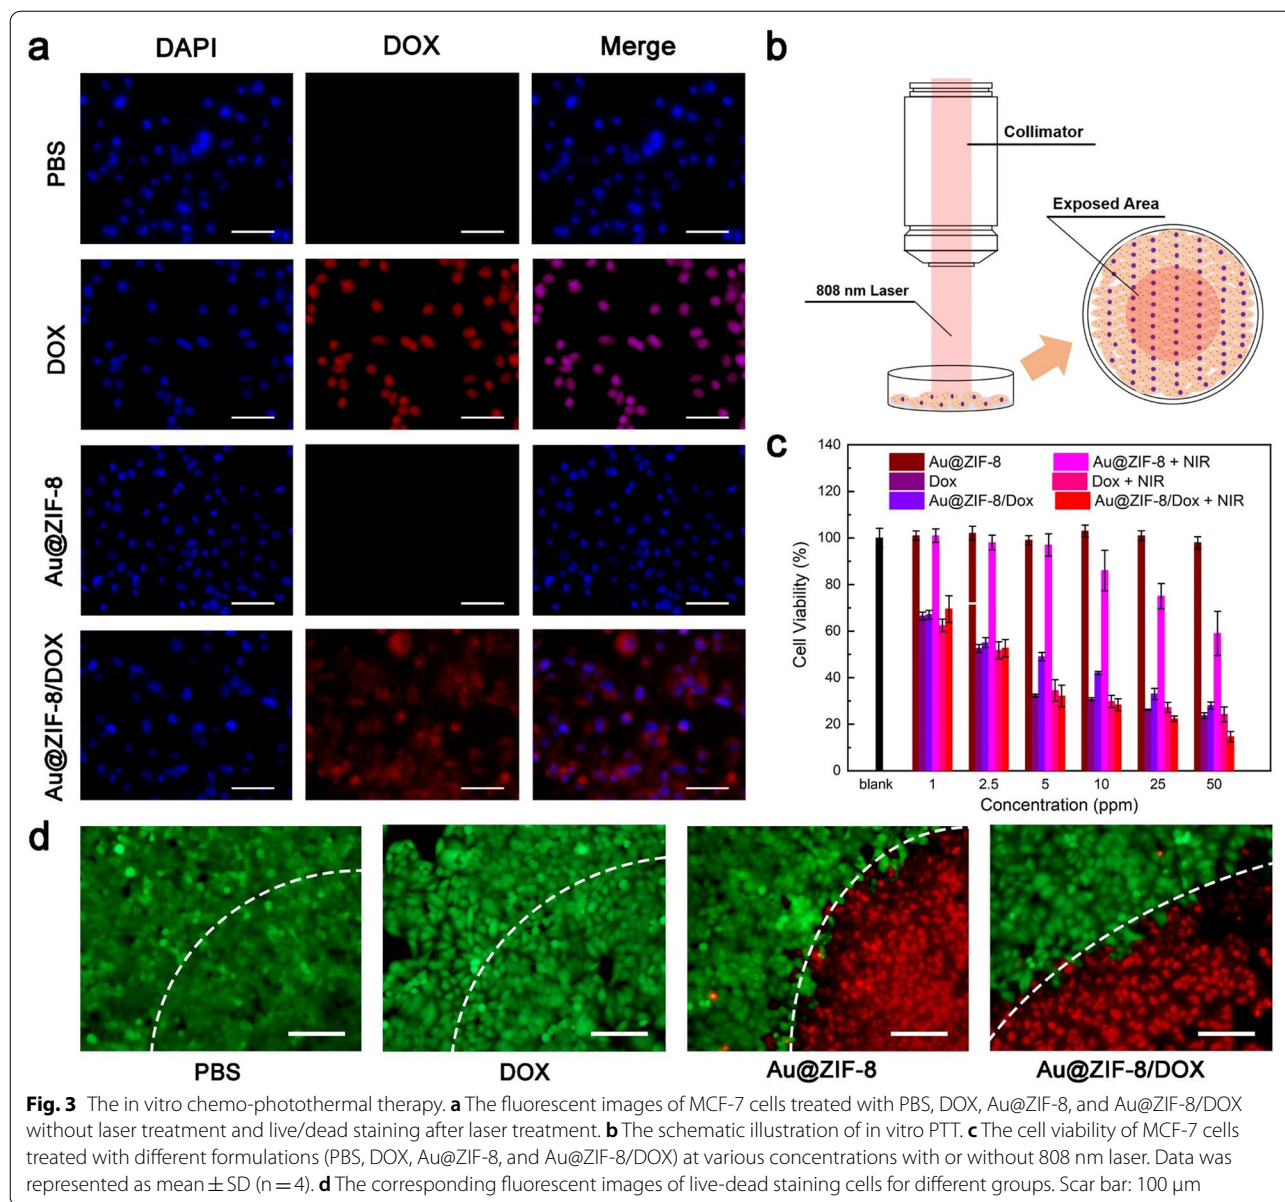 a
DAPI DOX Merge
PBS
DOX
Au@ZIF-8
Au@ZIF-8/DOX
b
Collimator
Exposed Area
808 nm Laser
c
Cell Viability (%)
140
120
100
80
60
40
20
0
Au@ZIF-8
Dox
Au@ZIF-8/Dox
Au@ZIF-8 + NIR
Dox + NIR
Au@ZIF-8/Dox + NIR
blank 1 2.5 5 10 25 50
Concentration (ppm)
d
PBS DOX Au@ZIF-8 Au@ZIF-8/DOX
Fig. 3 The in vitro chemo-photothermal therapy. a The fluorescent images of MCF-7 cells treated with PBS, DOX, Au@ZIF-8, and Au@ZIF-8/DOX
without laser treatment and live/dead staining after laser treatment. b The schematic illustration of in vitro PTT. c The cell viability of MCF-7 cells
treated with different formulations (PBS, DOX, Au@ZIF-8, and Au@ZIF-8/DOX) at various concentrations with or without 808 nm laser. Data was
represented as mean ± SD (n = 4). d The corresponding fluorescent images of live-dead staining cells for different groups. Scar bar: 100 μm